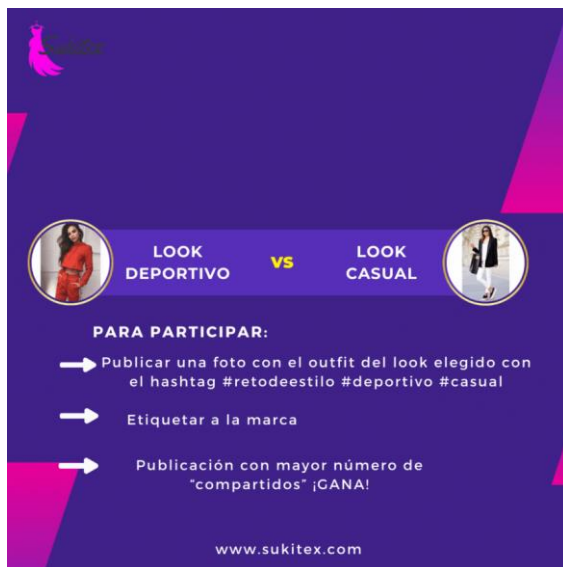 Sukitex
LOOK
DEPORTIVO
VS
LOOK
CASUAL
PARA PARTICIPAR:
Publicar una foto con el outfit del look elegido con
el hashtag #retodeestilo #deportivo #casual
Etiquetar a la marca
Publicación con mayor número de
“compartidos” ¡GANA!
www.sukitex.com